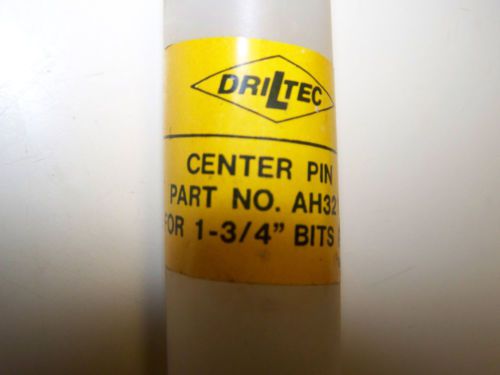 DRILTEC
CENTER PIN
PART NO. AH32
FOR 1-3/4" BITS